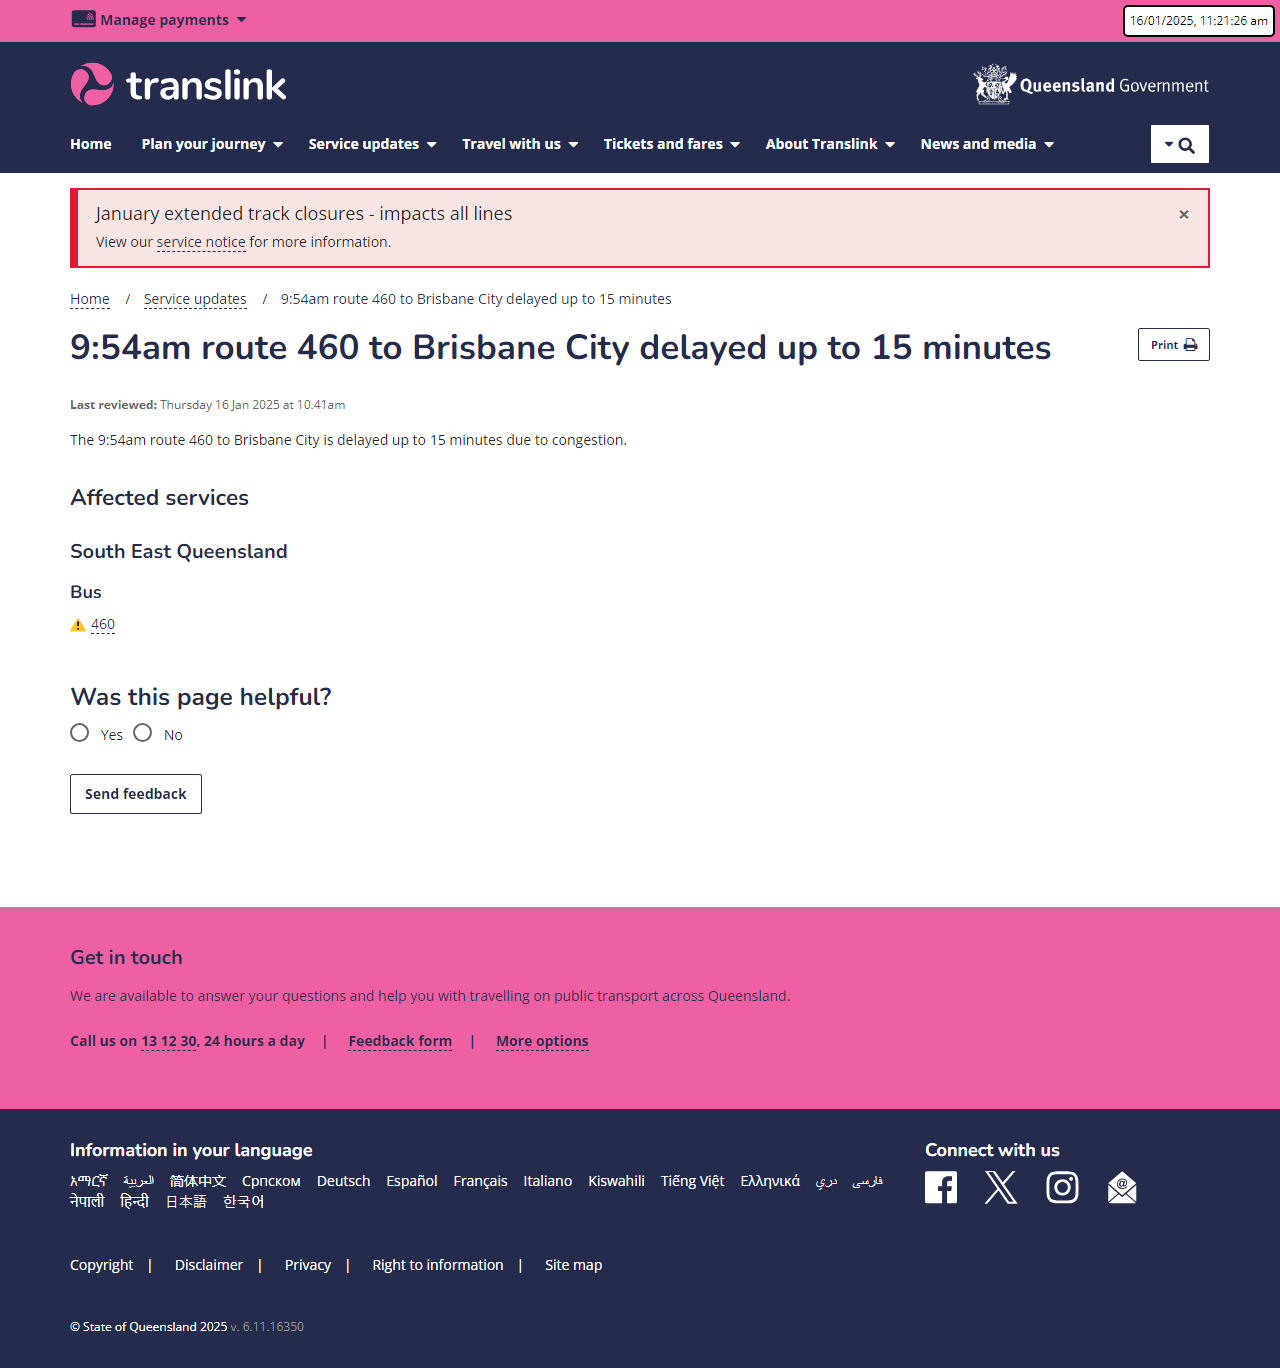 Manage payments
16/01/2025, 11:21:26 am
translink
Queensland Government
Home Plan your journey Service updates Travel with us Tickets and fares About Translink News and media
January extended track closures - impacts all lines
×
View our service notice for more information.
Home / Service updates / 9:54am route 460 to Brisbane City delayed up to 15 minutes
9:54am route 460 to Brisbane City delayed up to 15 minutes
Print
Last reviewed: Thursday 16 Jan 2025 at 10.41am
The 9:54am route 460 to Brisbane City is delayed up to 15 minutes due to congestion.
Affected services
South East Queensland
Bus
460
Was this page helpful?
Yes No
Send feedback
Get in touch
We are available to answer your questions and help you with travelling on public transport across Queensland.
Call us on 13 12 30, 24 hours a day | Feedback form | More options
Information in your language
Connect with us
አማርኛ العربية 简体中文 Српском Deutsch Español Français Italiano Kiswahili Tiếng Việt Ελληνικά دري فارسی
नेपाली हिन्दी 日本語 한국어
Copyright | Disclaimer | Privacy | Right to information | Site map
© State of Queensland 2025 v. 6.11.16350